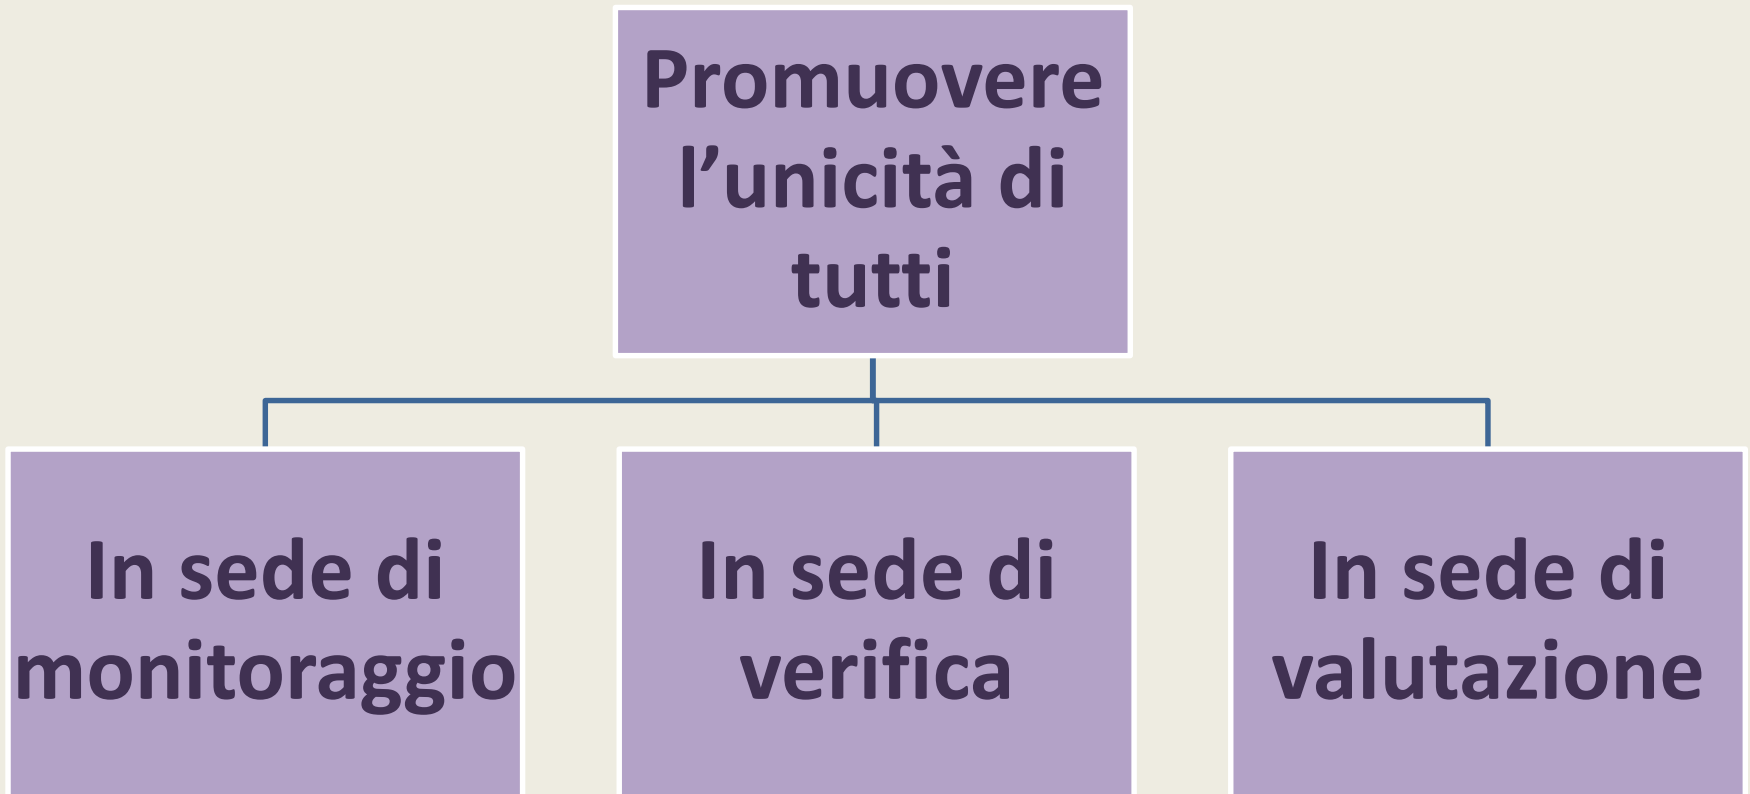 Promuovere
l’unicità di
tutti
In sede di
monitoraggio
In sede di
verifica
In sede di
valutazione